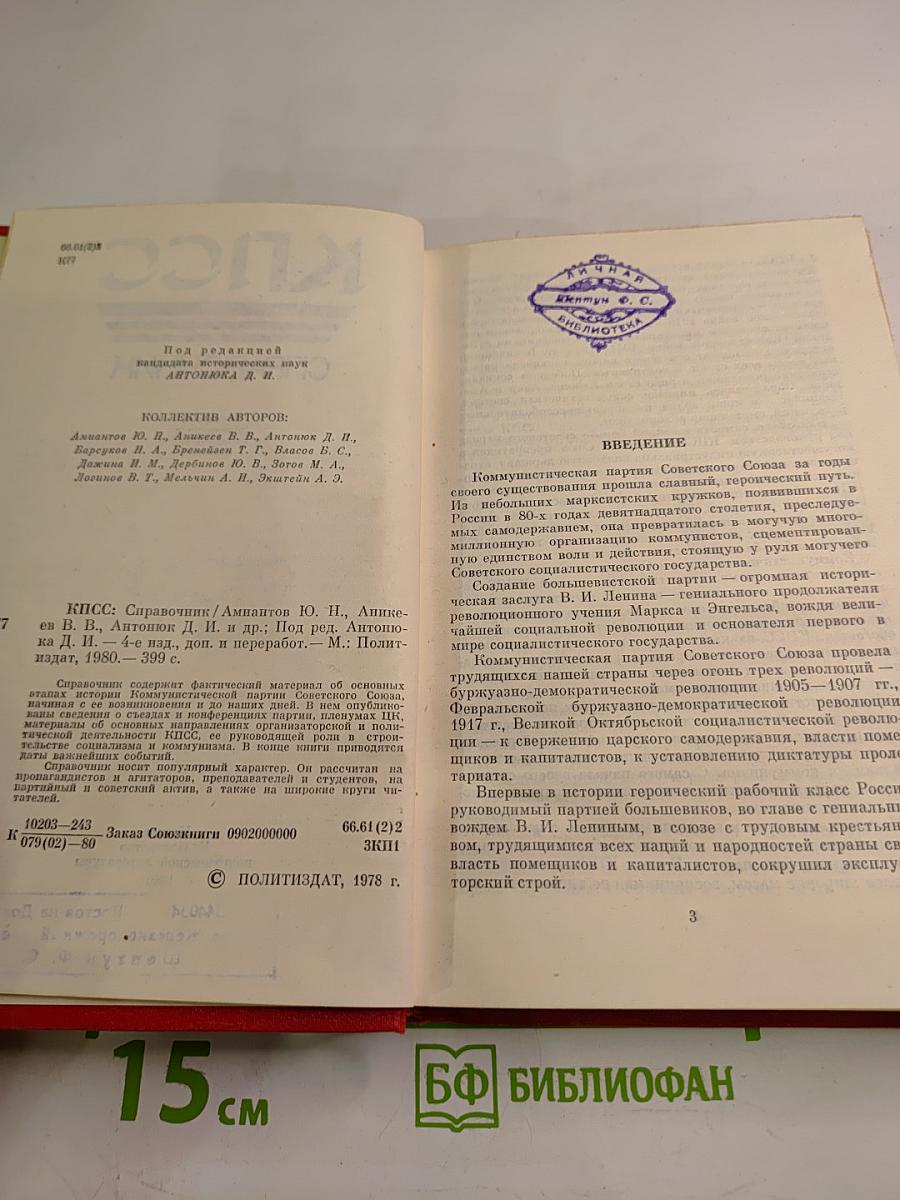 66.61(2)2
К77
Под редакцией
кандидата исторических наук
АНТОНЮКА Д. И.
КОЛЛЕКТИВ АВТОРОВ:
Амиантов Ю. Н., Аникеев В. В., Антонюк Д. И.,
Барсуков Н. А., Бренейзен Т. Г., Власов Б. С.,
Дажина И. М., Дербинов Ю. В., Зотов М. А.,
Логинов В. Т., Мельчин А. И., Экштейн А. Э.
КПСС: Справочник/Амиантов Ю. Н., Анике-
ев В. В., Антонюк Д. И. и др.; Под ред. Антоню-
ка Д. И. — 4-е изд., доп. и переработ.— М.: Полит-
издат, 1980.— 399 с.
Справочник содержит фактический материал об основных
этапах истории Коммунистической партии Советского Союза,
начиная с ее возникновения и до наших дней. В нем опублико-
ваны сведения о съездах и конференциях партии, пленумах ЦК,
материалы об основных направлениях организаторской и поли-
тической деятельности КПСС, ее руководящей роли в строи-
тельстве социализма и коммунизма. В конце книги приводятся
даты важнейших событий.
Справочник носит популярный характер. Он рассчитан на
пропагандистов и агитаторов, преподавателей и студентов, на
партийный и советский актив, а также на широкие круги чи-
тателей.
К 10203—243 Заказ Союзкниги 0902000000 66.61(2)2
079(02)—80 3КП1
© ПОЛИТИЗДАТ, 1978 г.
ЛИЧНАЯ
Шептун Ф. С.
БИБЛИОТЕКА
ВВЕДЕНИЕ
Коммунистическая партия Советского Союза за годы
своего существования прошла славный, героический путь.
Из небольших марксистских кружков, появившихся в
России в 80-х годах девятнадцатого столетия, преследуе-
мых самодержавием, она превратилась в могучую много-
миллионную организацию коммунистов, сцементирован-
ную единством воли и действия, стоящую у руля могучего
Советского социалистического государства.
Создание большевистской партии — огромная истори-
ческая заслуга В. И. Ленина — гениального продолжателя
революционного учения Маркса и Энгельса, вождя вели-
чайшей социальной революции и основателя первого в
мире социалистического государства.
Коммунистическая партия Советского Союза провела
трудящихся нашей страны через огонь трех революций —
буржуазно-демократической революции 1905—1907 гг.,
Февральской буржуазно-демократической революции
1917 г., Великой Октябрьской социалистической револю-
ции — к свержению царского самодержавия, власти поме-
щиков и капиталистов, к установлению диктатуры проле-
тариата.
Впервые в истории героический рабочий класс Росси
руководимый партией большевиков, во главе с гениальны
вождем В. И. Лениным, в союзе с трудовым крестьян
вом, трудящимися всех наций и народностей страны св
власть помещиков и капиталистов, сокрушил эксплу
торский строй.
3
15 см
БФ БИБЛИОФАН